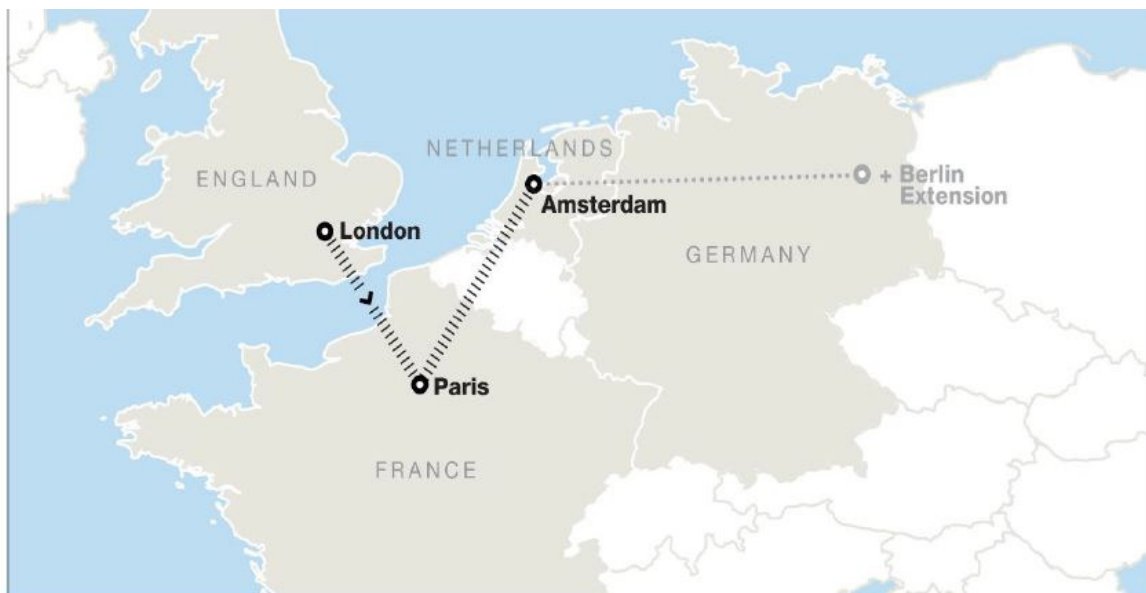 NETHERLANDS
ENGLAND
+ Berlin
Extension
Amsterdam
London
GERMANY
Paris
FRANCE